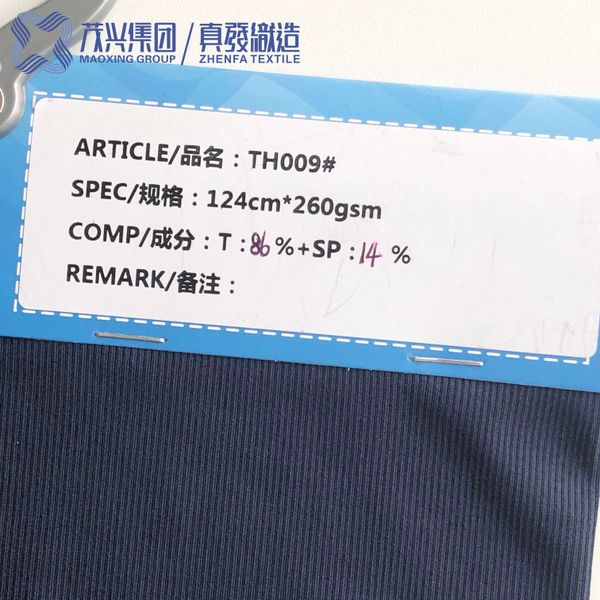 茂兴集团 / 真發織造
MAOXING GROUP / ZHENFA TEXTILE
ARTICLE/品名：TH009#
SPEC/规格：124cm*260gsm
COMP/成分：T：86%+SP：14%
REMARK/备注：